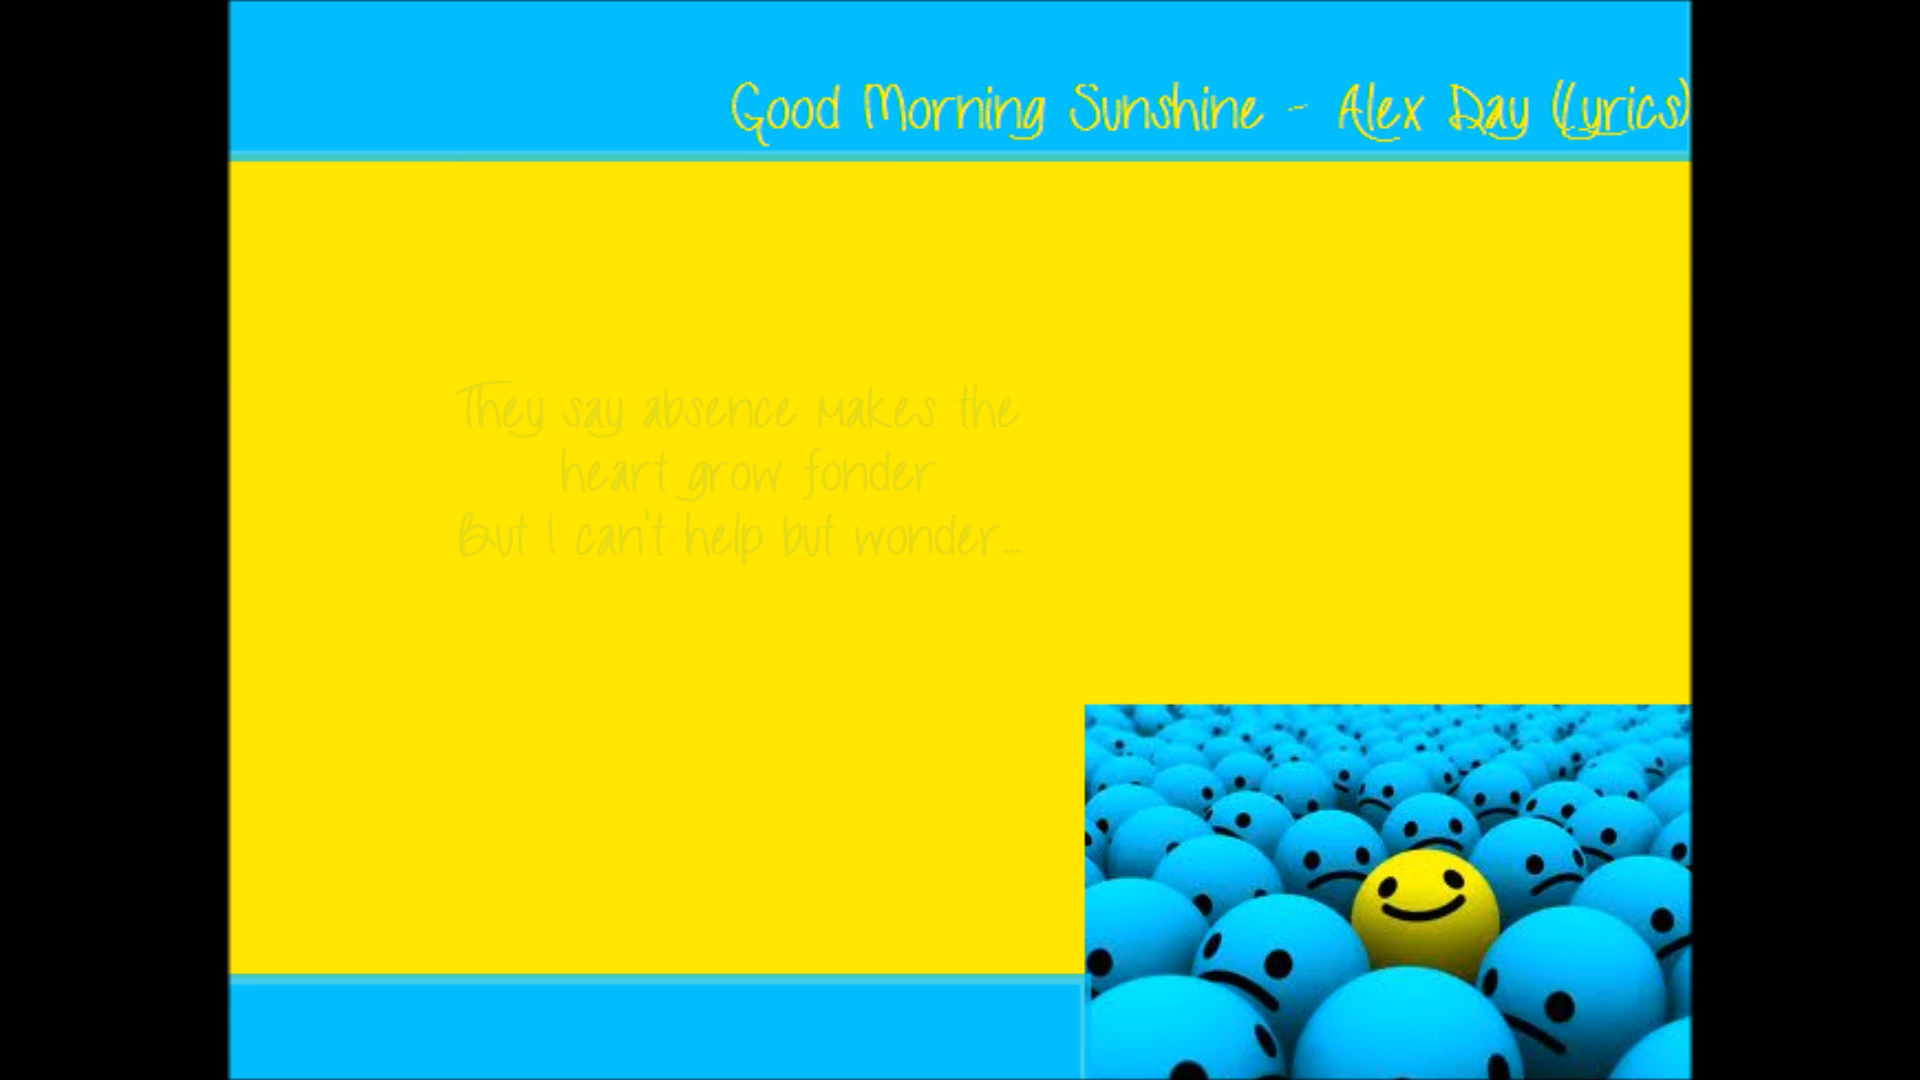 Good Morning Sunshine - Alex Day (Lyrics)
They say absence makes the
heart grow fonder
But I can't help but wonder...